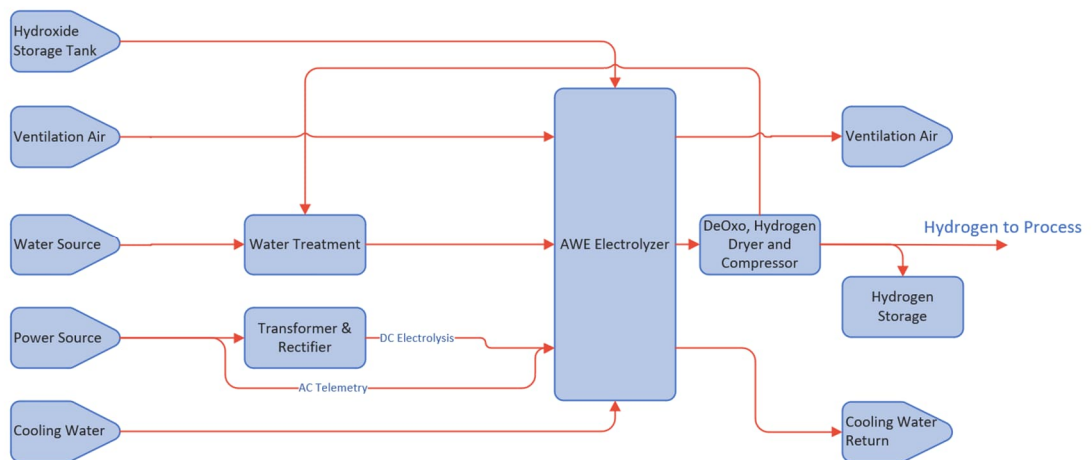 Hydroxide
Storage Tank
Ventilation Air
Ventilation Air
Hydrogen to Process
Water Source
Water Treatment
AWE Electrolyzer
DeOxo, Hydrogen
Dryer and
Compressor
Hydrogen
Storage
Power Source
Transformer &
Rectifier
DC Electrolysis
AC Telemetry
Cooling Water
Cooling Water
Return